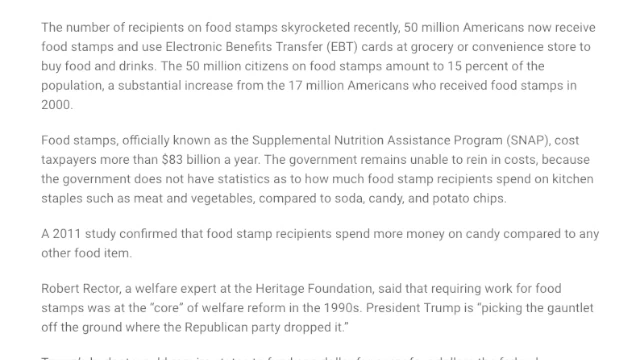 The number of recipients on food stamps skyrocketed recently, 50 million Americans now receive
food stamps and use Electronic Benefits Transfer (EBT) cards at grocery or convenience store to
buy food and drinks. The 50 million citizens on food stamps amount to 15 percent of the
population, a substantial increase from the 17 million Americans who received food stamps in
2000.
Food stamps, officially known as the Supplemental Nutrition Assistance Program (SNAP), cost
taxpayers more than $83 billion a year. The government remains unable to rein in costs, because
the government does not have statistics as to how much food stamp recipients spend on kitchen
staples such as meat and vegetables, compared to soda, candy, and potato chips.
A 2011 study confirmed that food stamp recipients spend more money on candy compared to any
other food item.
Robert Rector, a welfare expert at the Heritage Foundation, said that requiring work for food
stamps was at the “core” of welfare reform in the 1990s. President Trump is “picking the gauntlet
off the ground where the Republican party dropped it.”